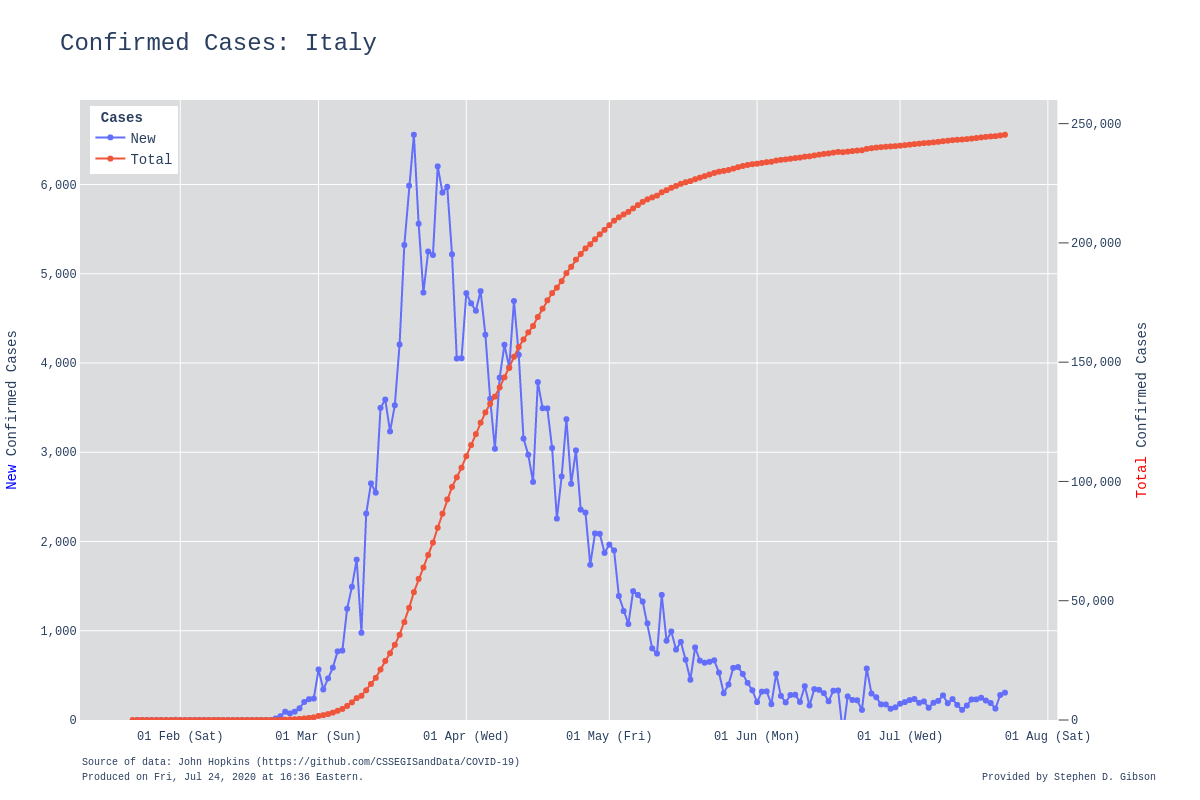 Confirmed Cases: Italy
Cases
New
Total
6,000
5,000
4,000
3,000
2,000
1,000
0
New Confirmed Cases
250,000
200,000
150,000
100,000
50,000
0
Total Confirmed Cases
01 Feb (Sat) 01 Mar (Sun) 01 Apr (Wed) 01 May (Fri) 01 Jun (Mon) 01 Jul (Wed) 01 Aug (Sat)
Source of data: John Hopkins (https://github.com/CSSEGISandData/COVID-19)
Produced on Fri, Jul 24, 2020 at 16:36 Eastern.
Provided by Stephen D. Gibson